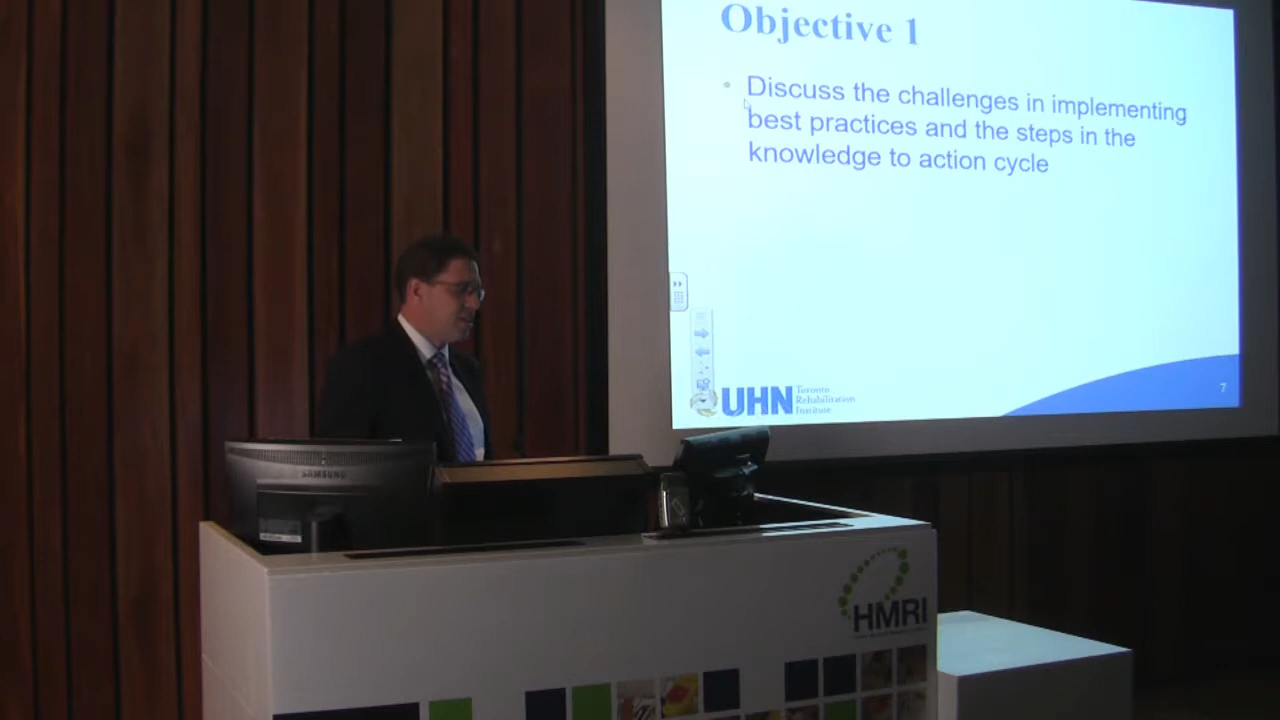 Objective 1
• Discuss the challenges in implementing
best practices and the steps in the
knowledge to action cycle
UHN Toronto
Rehabilitation
Institute
7
SAMSUNG
HMRI